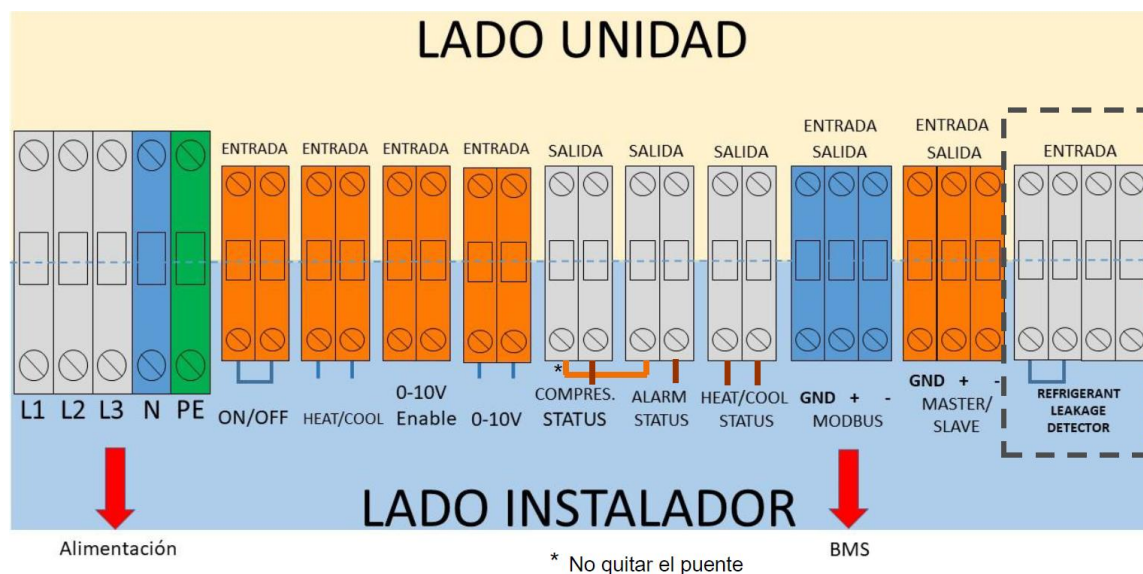 LADO UNIDAD
ENTRADA ENTRADA ENTRADA ENTRADA SALIDA SALIDA SALIDA
ENTRADA
SALIDA
ENTRADA
SALIDA
ENTRADA
L1 L2 L3 N PE
ON/OFF
HEAT/COOL
0-10V
Enable
0-10V
*
COMPRES.
STATUS
ALARM
STATUS
HEAT/COOL
STATUS
GND + -
MODBUS
GND + -
MASTER/
SLAVE
REFRIGERANT
LEAKAGE
DETECTOR
LADO INSTALADOR
Alimentación
* No quitar el puente
BMS